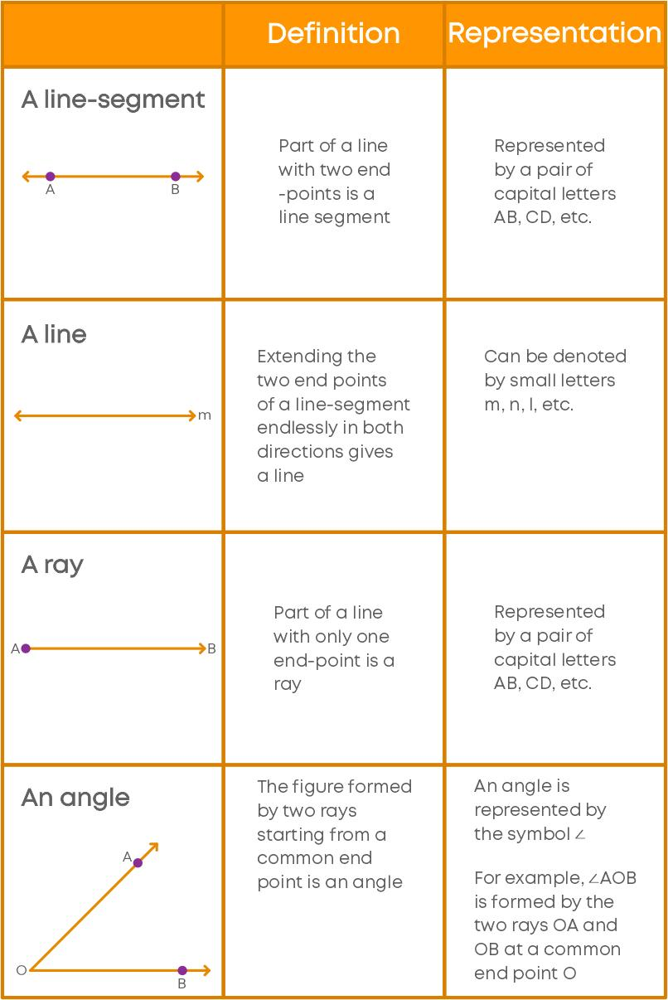 Definition
Representation
A line-segment
A
B
Part of a line
with two end
-points is a
line segment
Represented
by a pair of
capital letters
AB, CD, etc.
A line
m
Extending the
two end points
of a line-segment
endlessly in both
directions gives
a line
Can be denoted
by small letters
m, n, l, etc.
A ray
A
B
Part of a line
with only one
end-point is a
ray
Represented
by a pair of
capital letters
AB, CD, etc.
An angle
A
O
B
The figure formed
by two rays
starting from a
common end
point is an angle
An angle is
represented by
the symbol ∠
For example, ∠AOB
is formed by the
two rays OA and
OB at a common
end point O